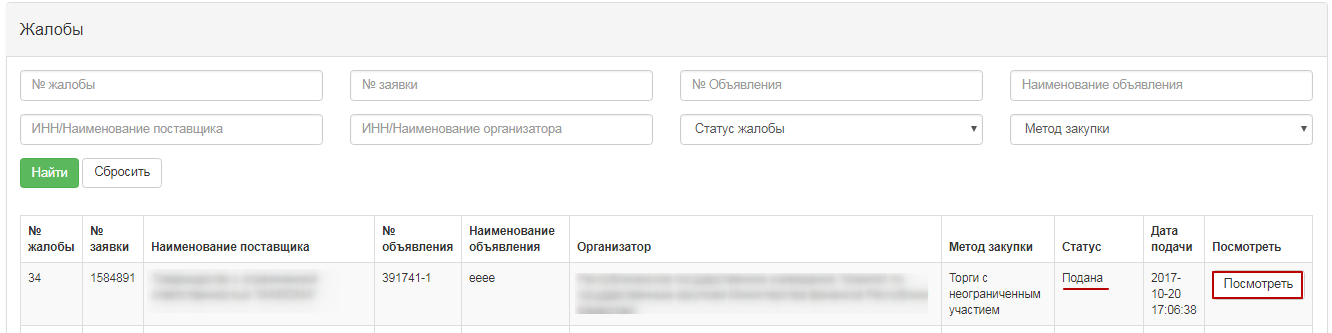 Жалобы
№ жалобы
№ заявки
№ Объявления
Наименование объявления
ИНН/Наименование поставщика
ИНН/Наименование организатора
Статус жалобы
Метод закупки
Найти
Сбросить
№
жалобы
№
заявки
Наименование поставщика
№
объявления
Наименование
объявления
Организатор
Метод закупки
Статус
Дата
подачи
Посмотреть
34
1584891
391741-1
ееее
Торги с
неограниченным
участием
Подана
2017-
10-20
17:06:38
Посмотреть